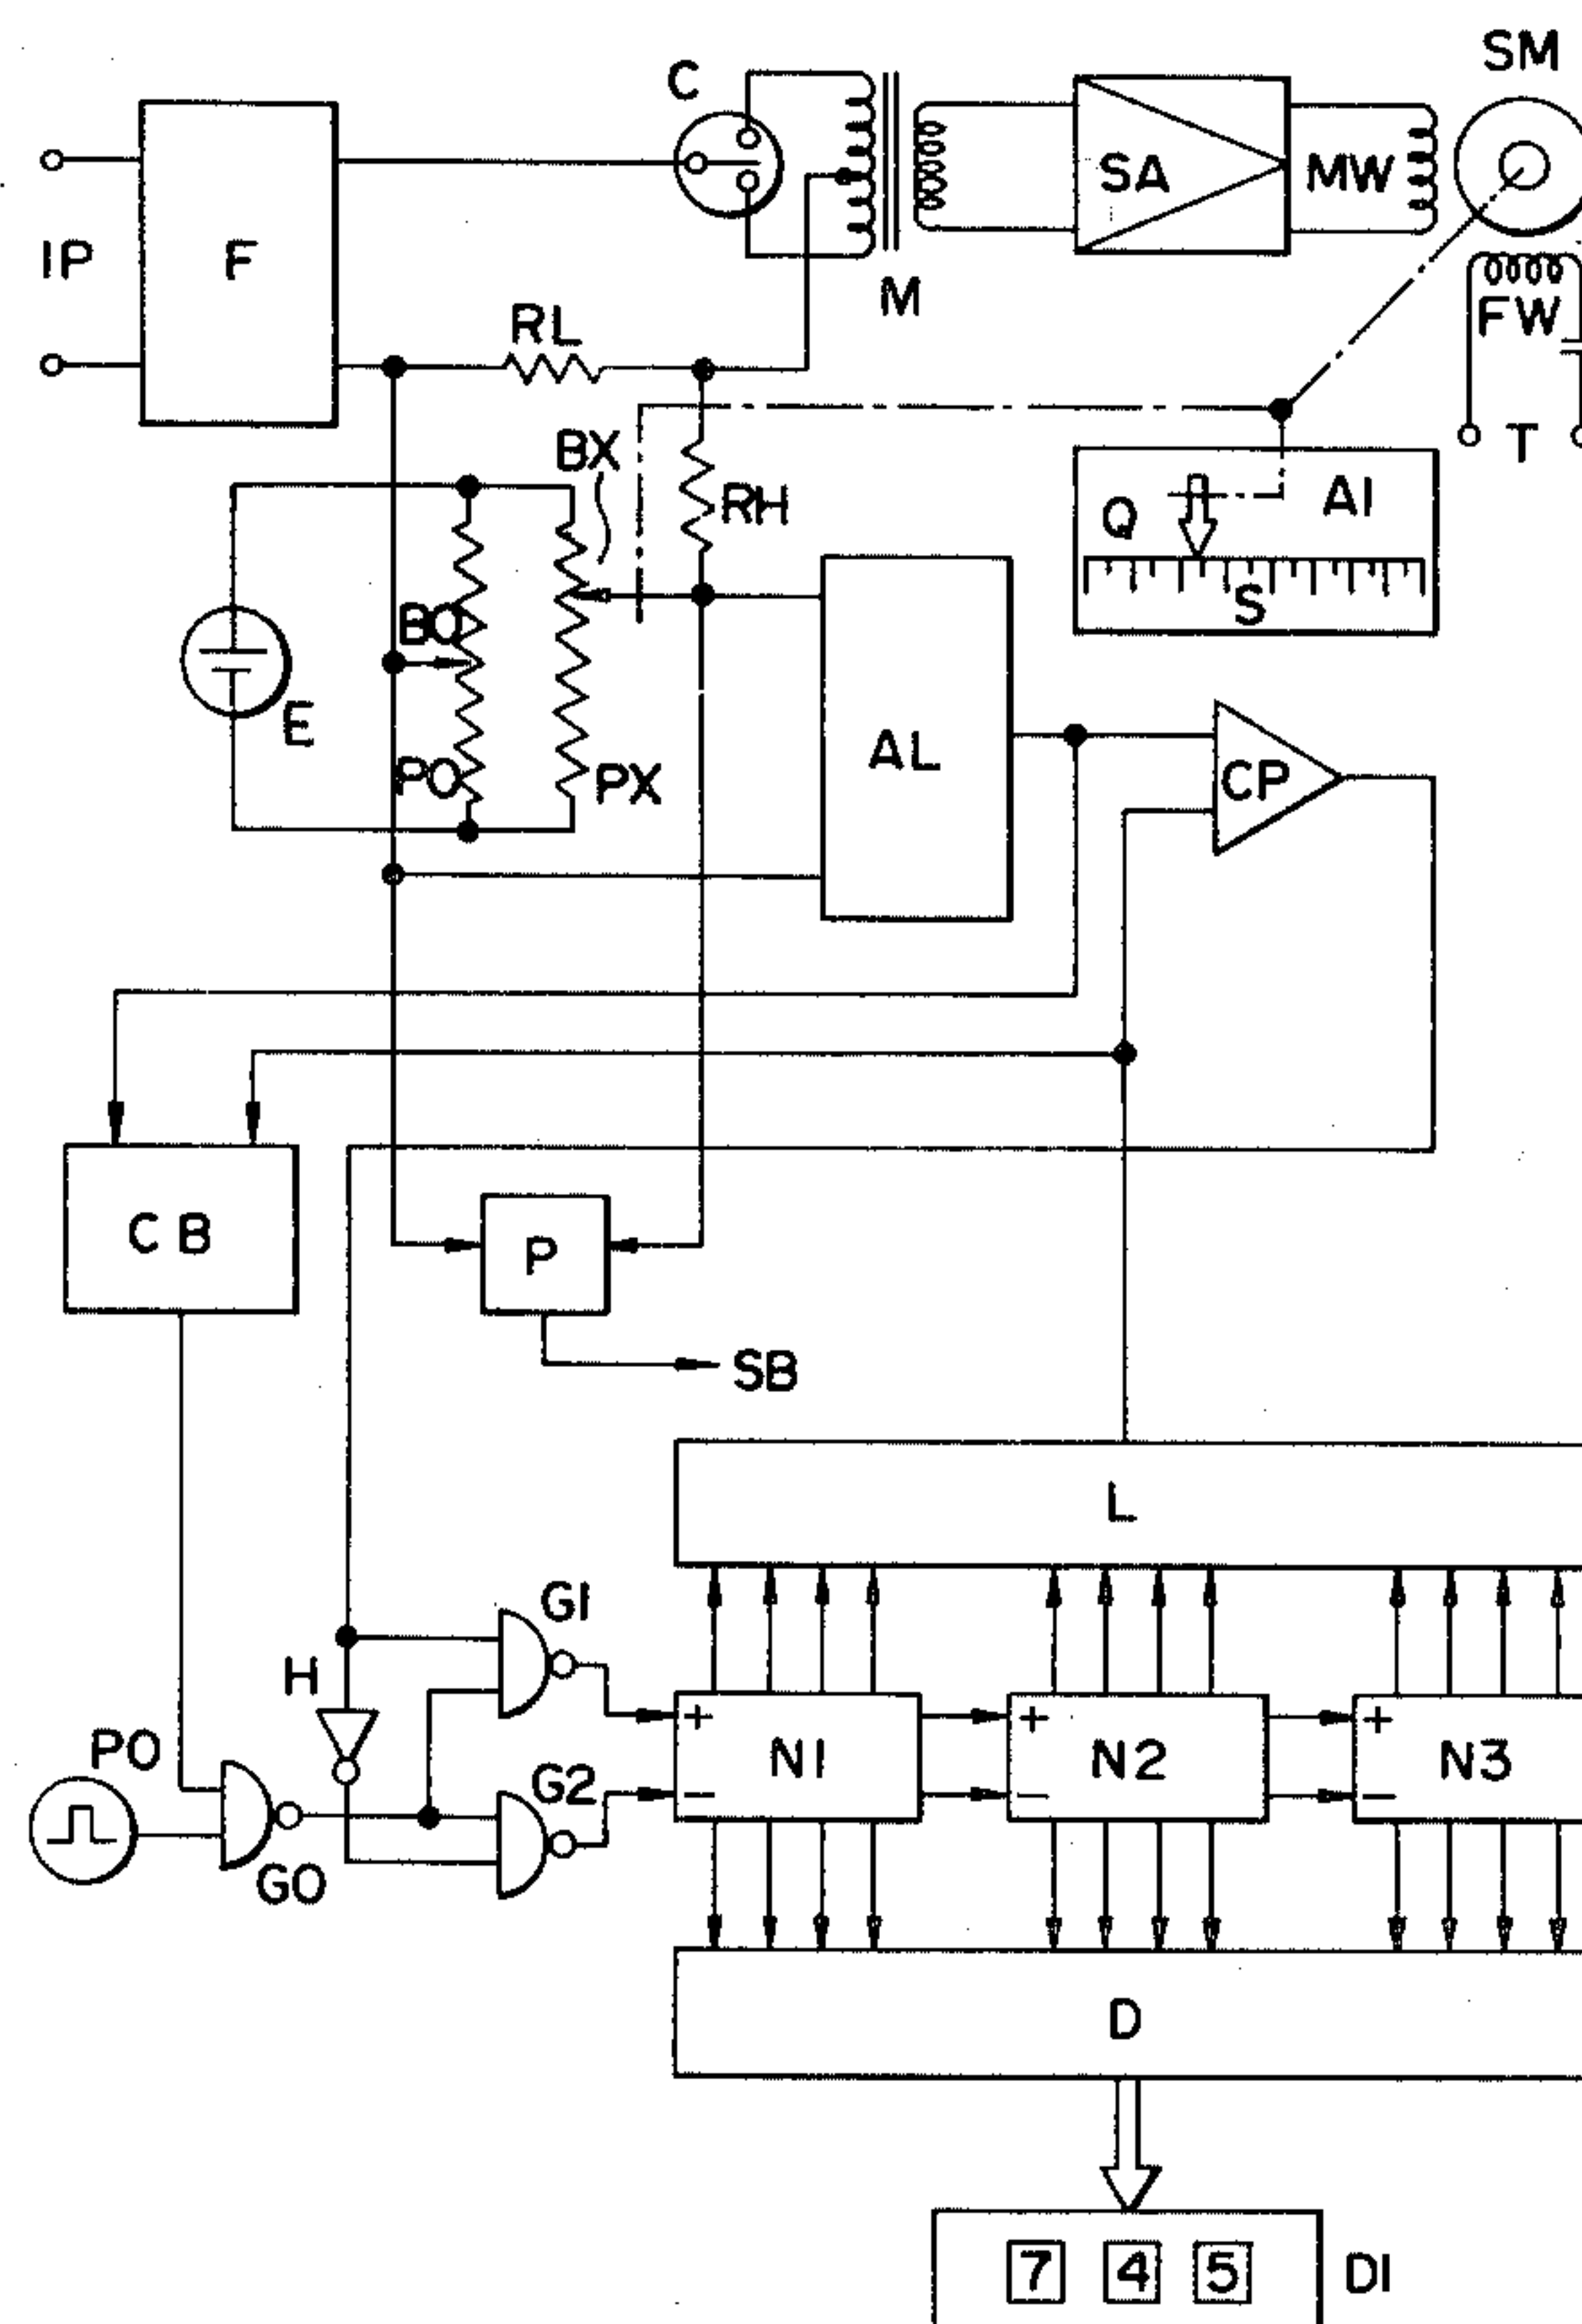 SM
C
SA
MW
IP
F
M
RL
FW
BX
T
RH
Q
AI
S
BO
E
AL
PO
PX
CP
CB
P
SB
L
G1
H
+
+
+
PO
N1
N2
N3
G2
-
-
-
GO
D
7 4 5
DI